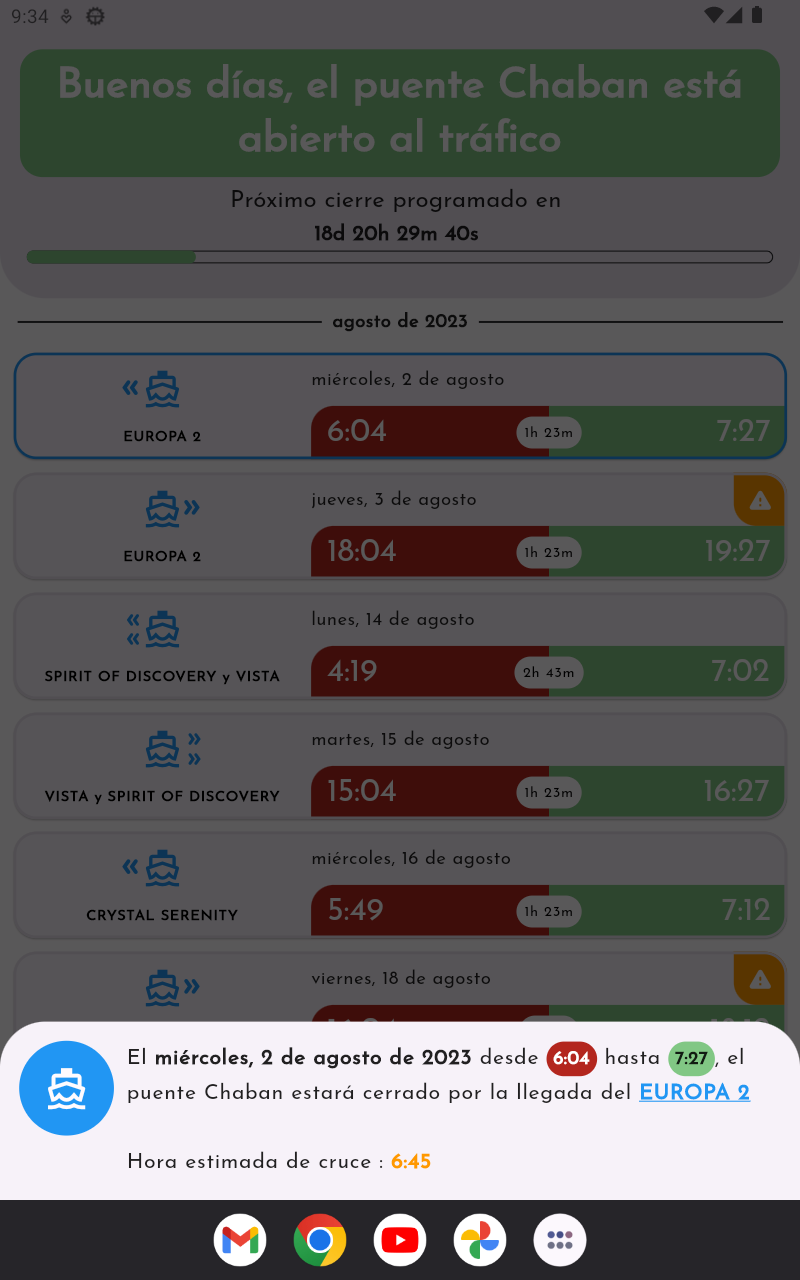 9:34
Buenos días, el puente Chaban está
abierto al tráfico
Próximo cierre programado en
18d 20h 29m 40s
agosto de 2023
miércoles, 2 de agosto
EUROPA 2
6:04
1h 23m
7:27
jueves, 3 de agosto
EUROPA 2
18:04
1h 23m
19:27
lunes, 14 de agosto
SPIRIT OF DISCOVERY y VISTA
4:19
2h 43m
7:02
martes, 15 de agosto
VISTA y SPIRIT OF DISCOVERY
15:04
1h 23m
16:27
miércoles, 16 de agosto
CRYSTAL SERENITY
5:49
1h 23m
7:12
viernes, 18 de agosto
El miércoles, 2 de agosto de 2023 desde 6:04 hasta 7:27, el
puente Chaban estará cerrado por la llegada del EUROPA 2
Hora estimada de cruce : 6:45